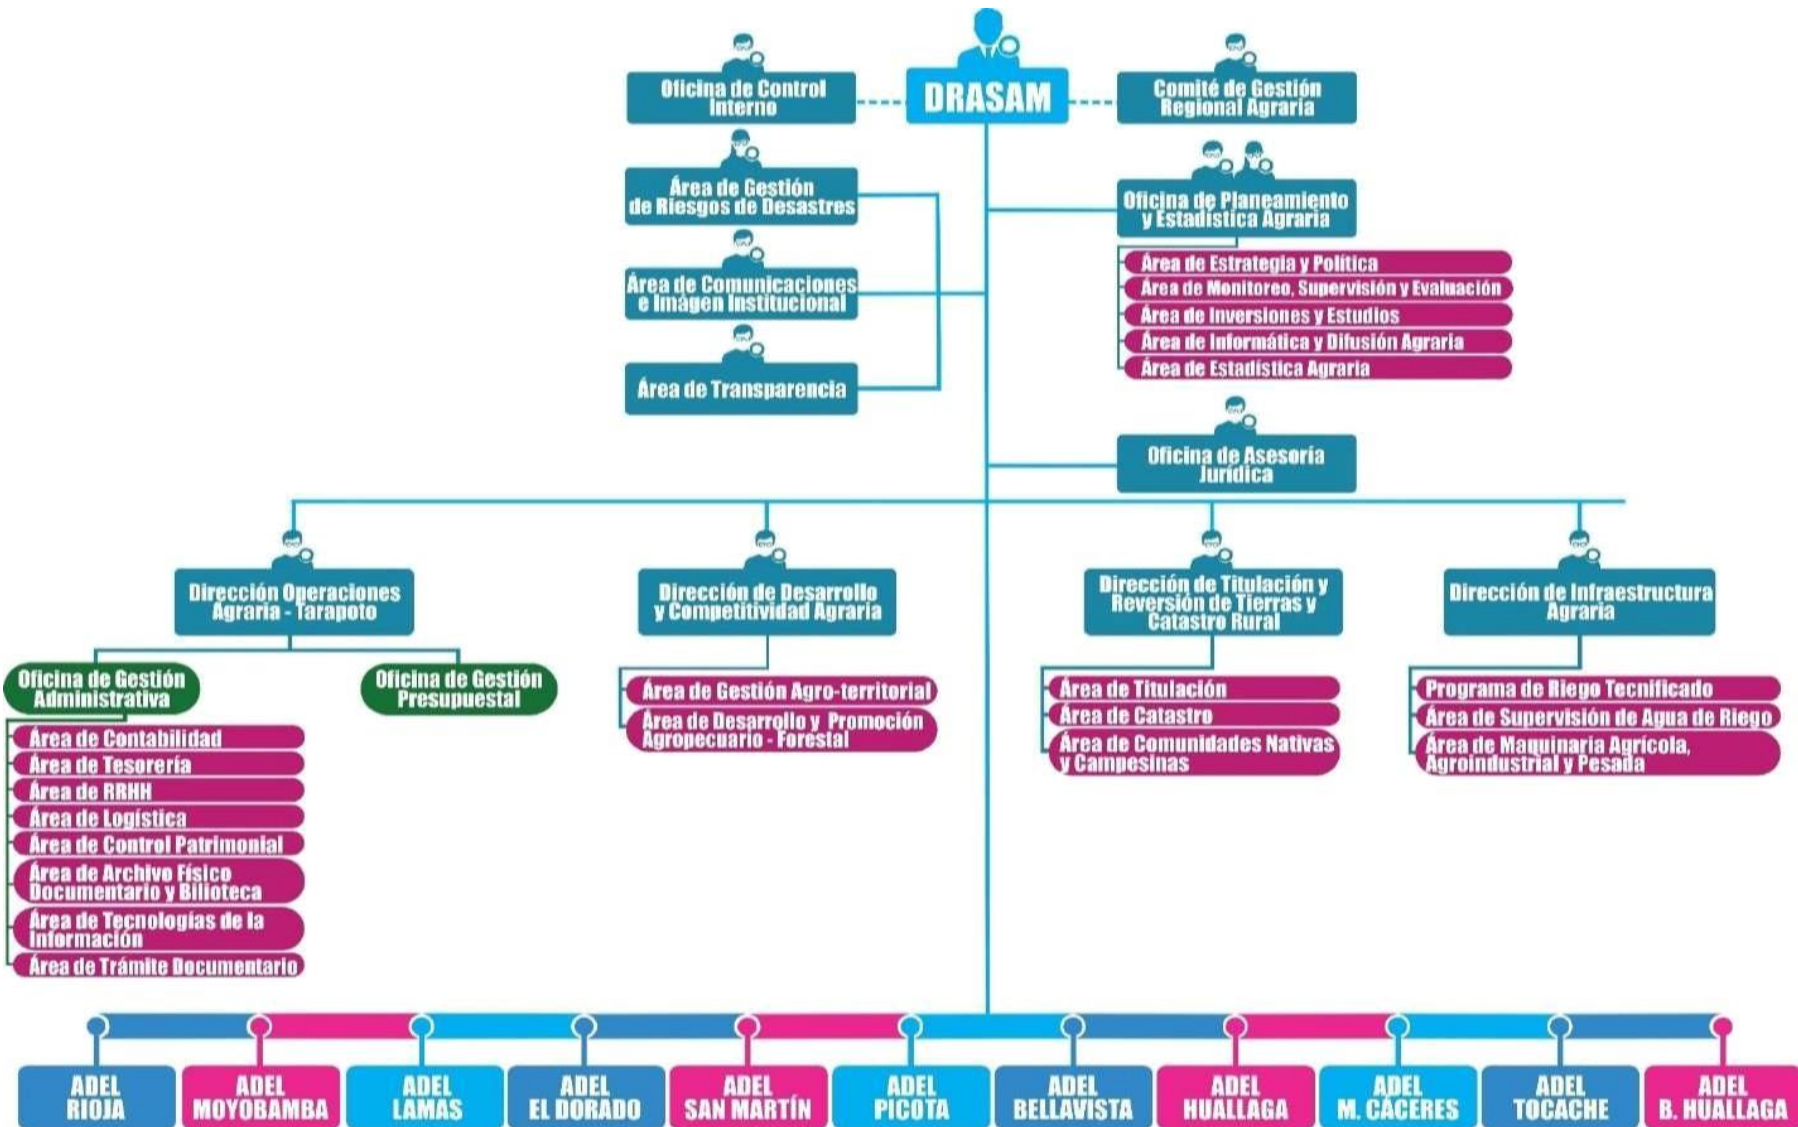 DRASAM
Oficina de Control
Interno
Comité de Gestión
Regional Agraria
Área de Gestión
de Riesgos de Desastres
Área de Comunicaciones
e Imágen Institucional
Área de Transparencia
Oficina de Planeamiento
y Estadística Agraria
Área de Estrategia y Política
Área de Monitoreo, Supervisión y Evaluación
Área de Inversiones y Estudios
Área de Informática y Difusión Agraria
Área de Estadística Agraria
Oficina de Asesoría
Jurídica
Dirección Operaciones
Agraria - Tarapoto
Oficina de Gestión
Administrativa
Oficina de Gestión
Presupuestal
Área de Contabilidad
Área de Tesorería
Área de RRHH
Área de Logística
Área de Control Patrimonial
Área de Archivo Físico
Documentario y Bilioteca
Área de Tecnologías de la
Información
Área de Trámite Documentario
Dirección de Desarrollo
y Competitividad Agraria
Área de Gestión Agro-territorial
Área de Desarrollo y Promoción
Agropecuario - Forestal
Dirección de Titulación y
Reversión de Tierras y
Catastro Rural
Área de Titulación
Área de Catastro
Área de Comunidades Nativas
y Campesinas
Dirección de Infraestructura
Agraria
Programa de Riego Tecnificado
Área de Supervisión de Agua de Riego
Área de Maquinaria Agrícola,
Agroindustrial y Pesada
ADEL
RIOJA
ADEL
MOYOBAMBA
ADEL
LAMAS
ADEL
EL DORADO
ADEL
SAN MARTÍN
ADEL
PICOTA
ADEL
BELLAVISTA
ADEL
HUALLAGA
ADEL
M. CÁCERES
ADEL
TOCACHE
ADEL
B. HUALLAGA